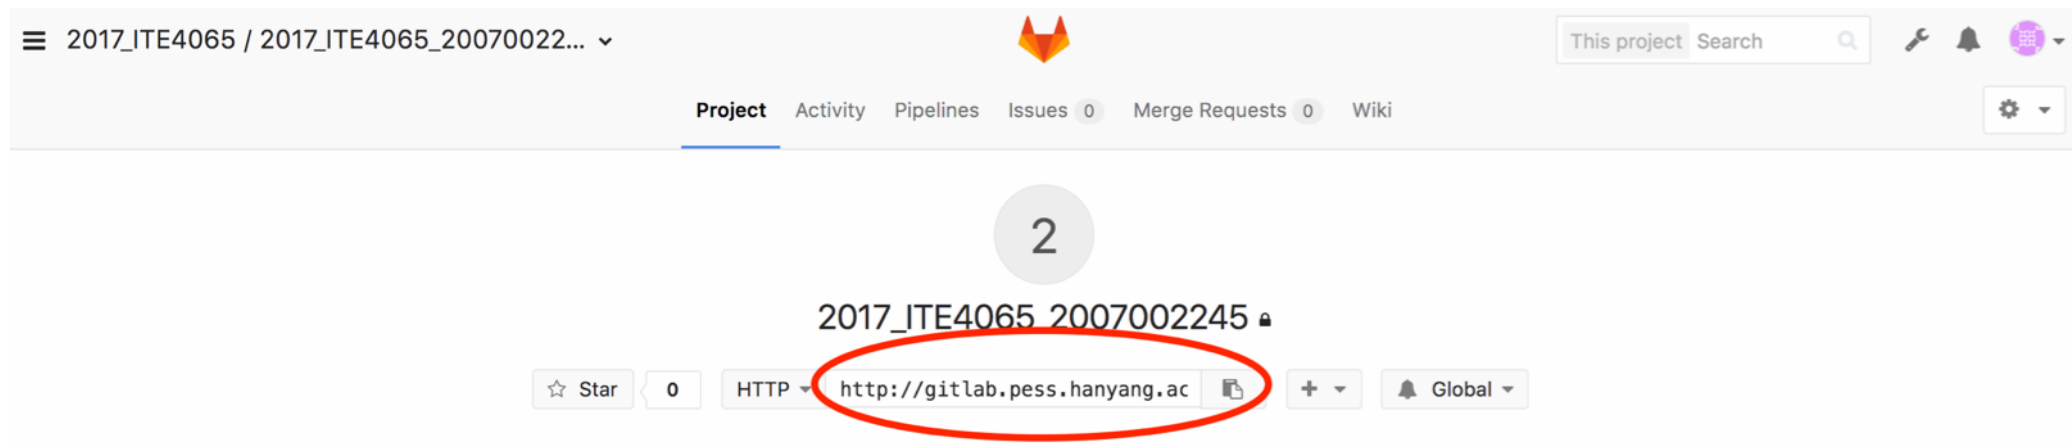 2017_ITE4065 / 2017_ITE4065_20070022...
This project Search
Project Activity Pipelines Issues 0 Merge Requests 0 Wiki
2
2017_ITE4065_2007002245
Star 0 HTTP http://gitlab.pess.hanyang.ac Global